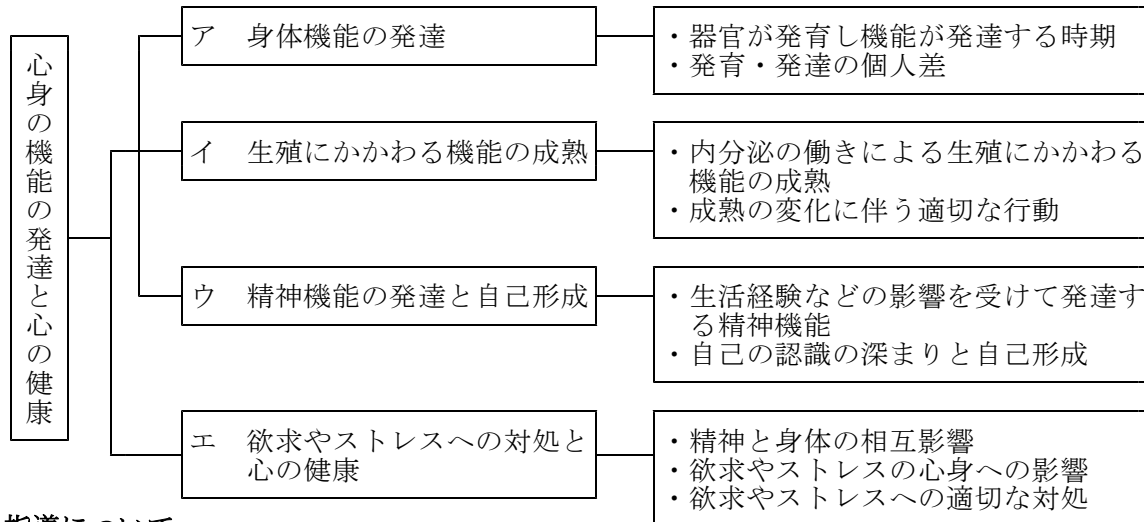 心身の機能の発達と心の健康
ア 身体機能の発達
・器官が発育し機能が発達する時期
・発育・発達の個人差
イ 生殖にかかわる機能の成熟
・内分泌の働きによる生殖にかかわる
機能の成熟
・成熟の変化に伴う適切な行動
ウ 精神機能の発達と自己形成
・生活経験などの影響を受けて発達す
る精神機能
・自己の認識の深まりと自己形成
エ 欲求やストレスへの対処と
心の健康
・精神と身体の相互影響
・欲求やストレスの心身への影響
・欲求やストレスへの適切な対処
指導について